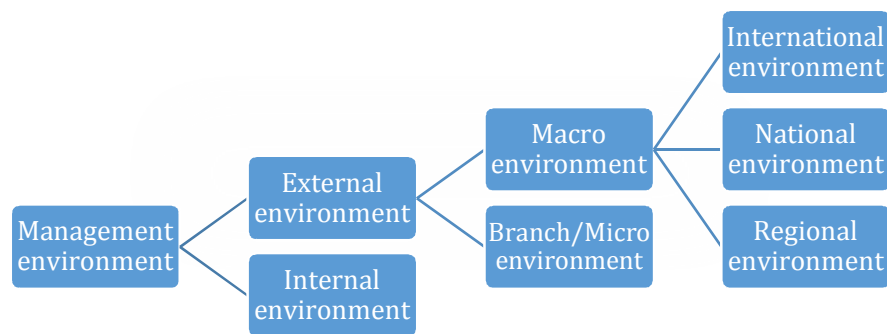 Management
environment
External
environment
Internal
environment
Macro
environment
Branch/Micro
environment
International
environment
National
environment
Regional
environment